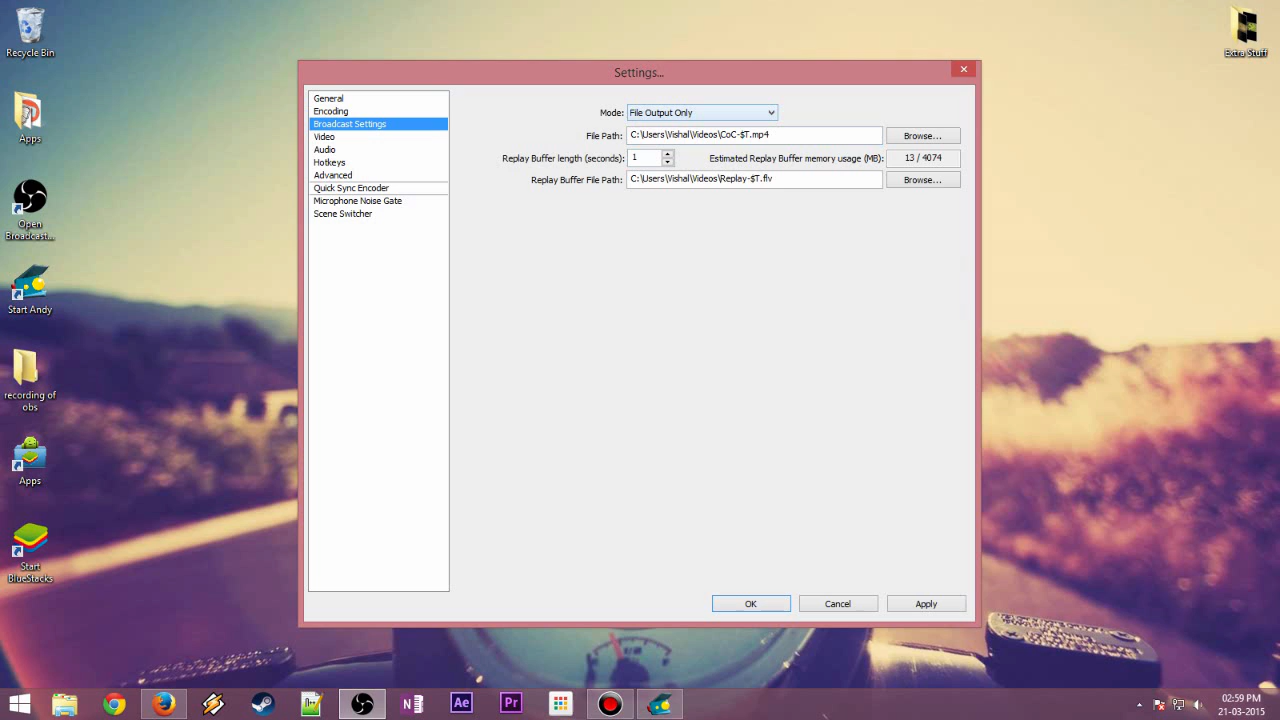 Recycle Bin
Extra Stuff
Apps
Open
Broadcast...
Start Andy
recording of
obs
Apps
Start
BlueStacks
Settings...
General
Encoding
Broadcast Settings
Video
Audio
Hotkeys
Advanced
Quick Sync Encoder
Microphone Noise Gate
Scene Switcher
Mode: File Output Only
File Path: C:\Users\Vishal\Videos\CoC-$T.mp4 Browse...
Replay Buffer length (seconds): 1 Estimated Replay Buffer memory usage (MB): 13 / 4074
Replay Buffer File Path: C:\Users\Vishal\Videos\Replay-$T.flv Browse...
OK Cancel Apply
N Ae Pr
02:59 PM
21-03-2015